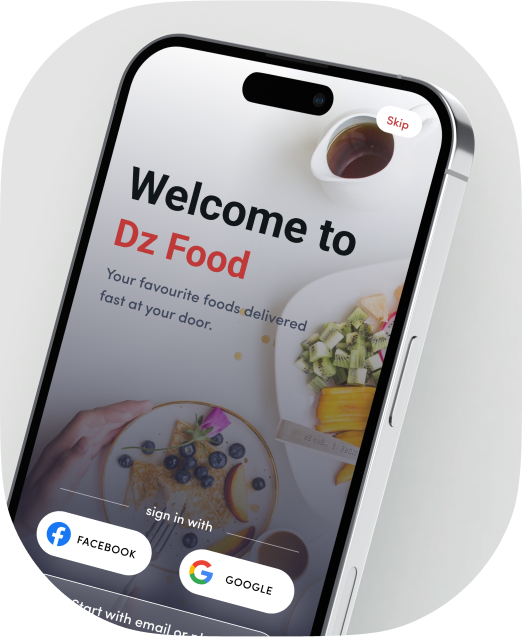 Skip
Welcome to
Dz Food
Your favourite foods delivered
fast at your door.
sign in with
FACEBOOK
GOOGLE
Start with email or